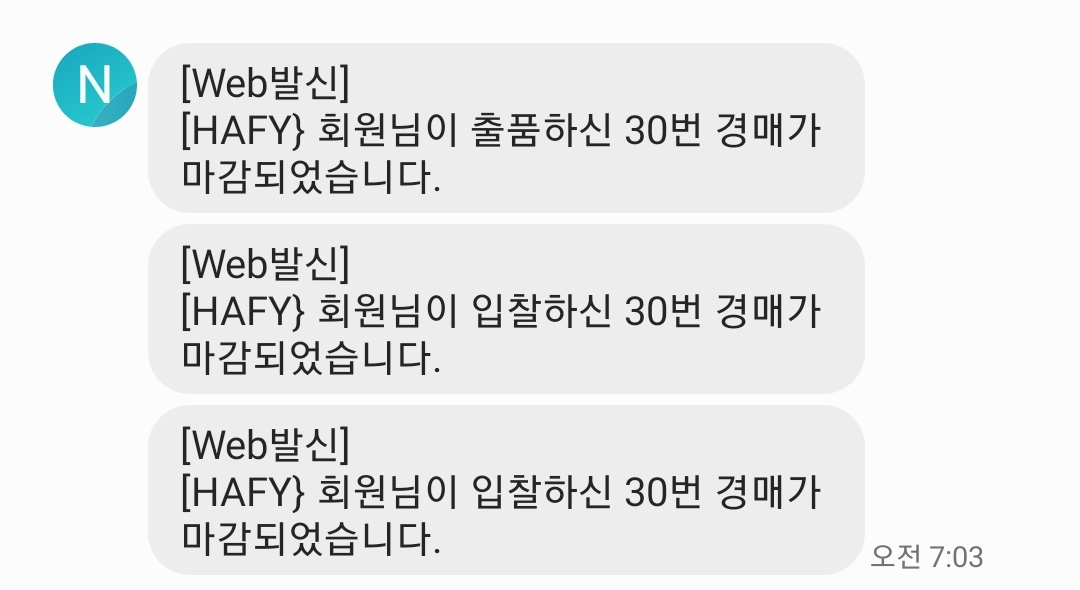 N
[Web발신]
[HAFY} 회원님이 출품하신 30번 경매가
마감되었습니다.
[Web발신]
[HAFY} 회원님이 입찰하신 30번 경매가
마감되었습니다.
[Web발신]
[HAFY} 회원님이 입찰하신 30번 경매가
마감되었습니다.
오전 7:03